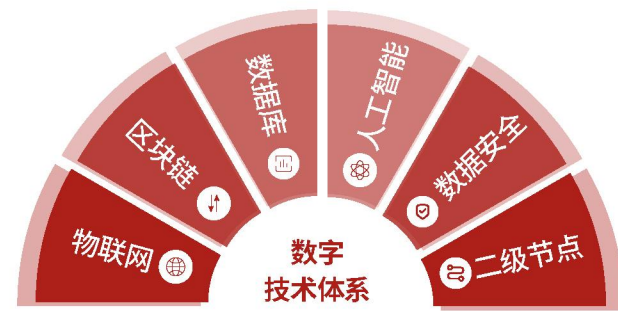 物联网
区块链
数据库
人工智能
数据安全
二级节点
数字
技术体系